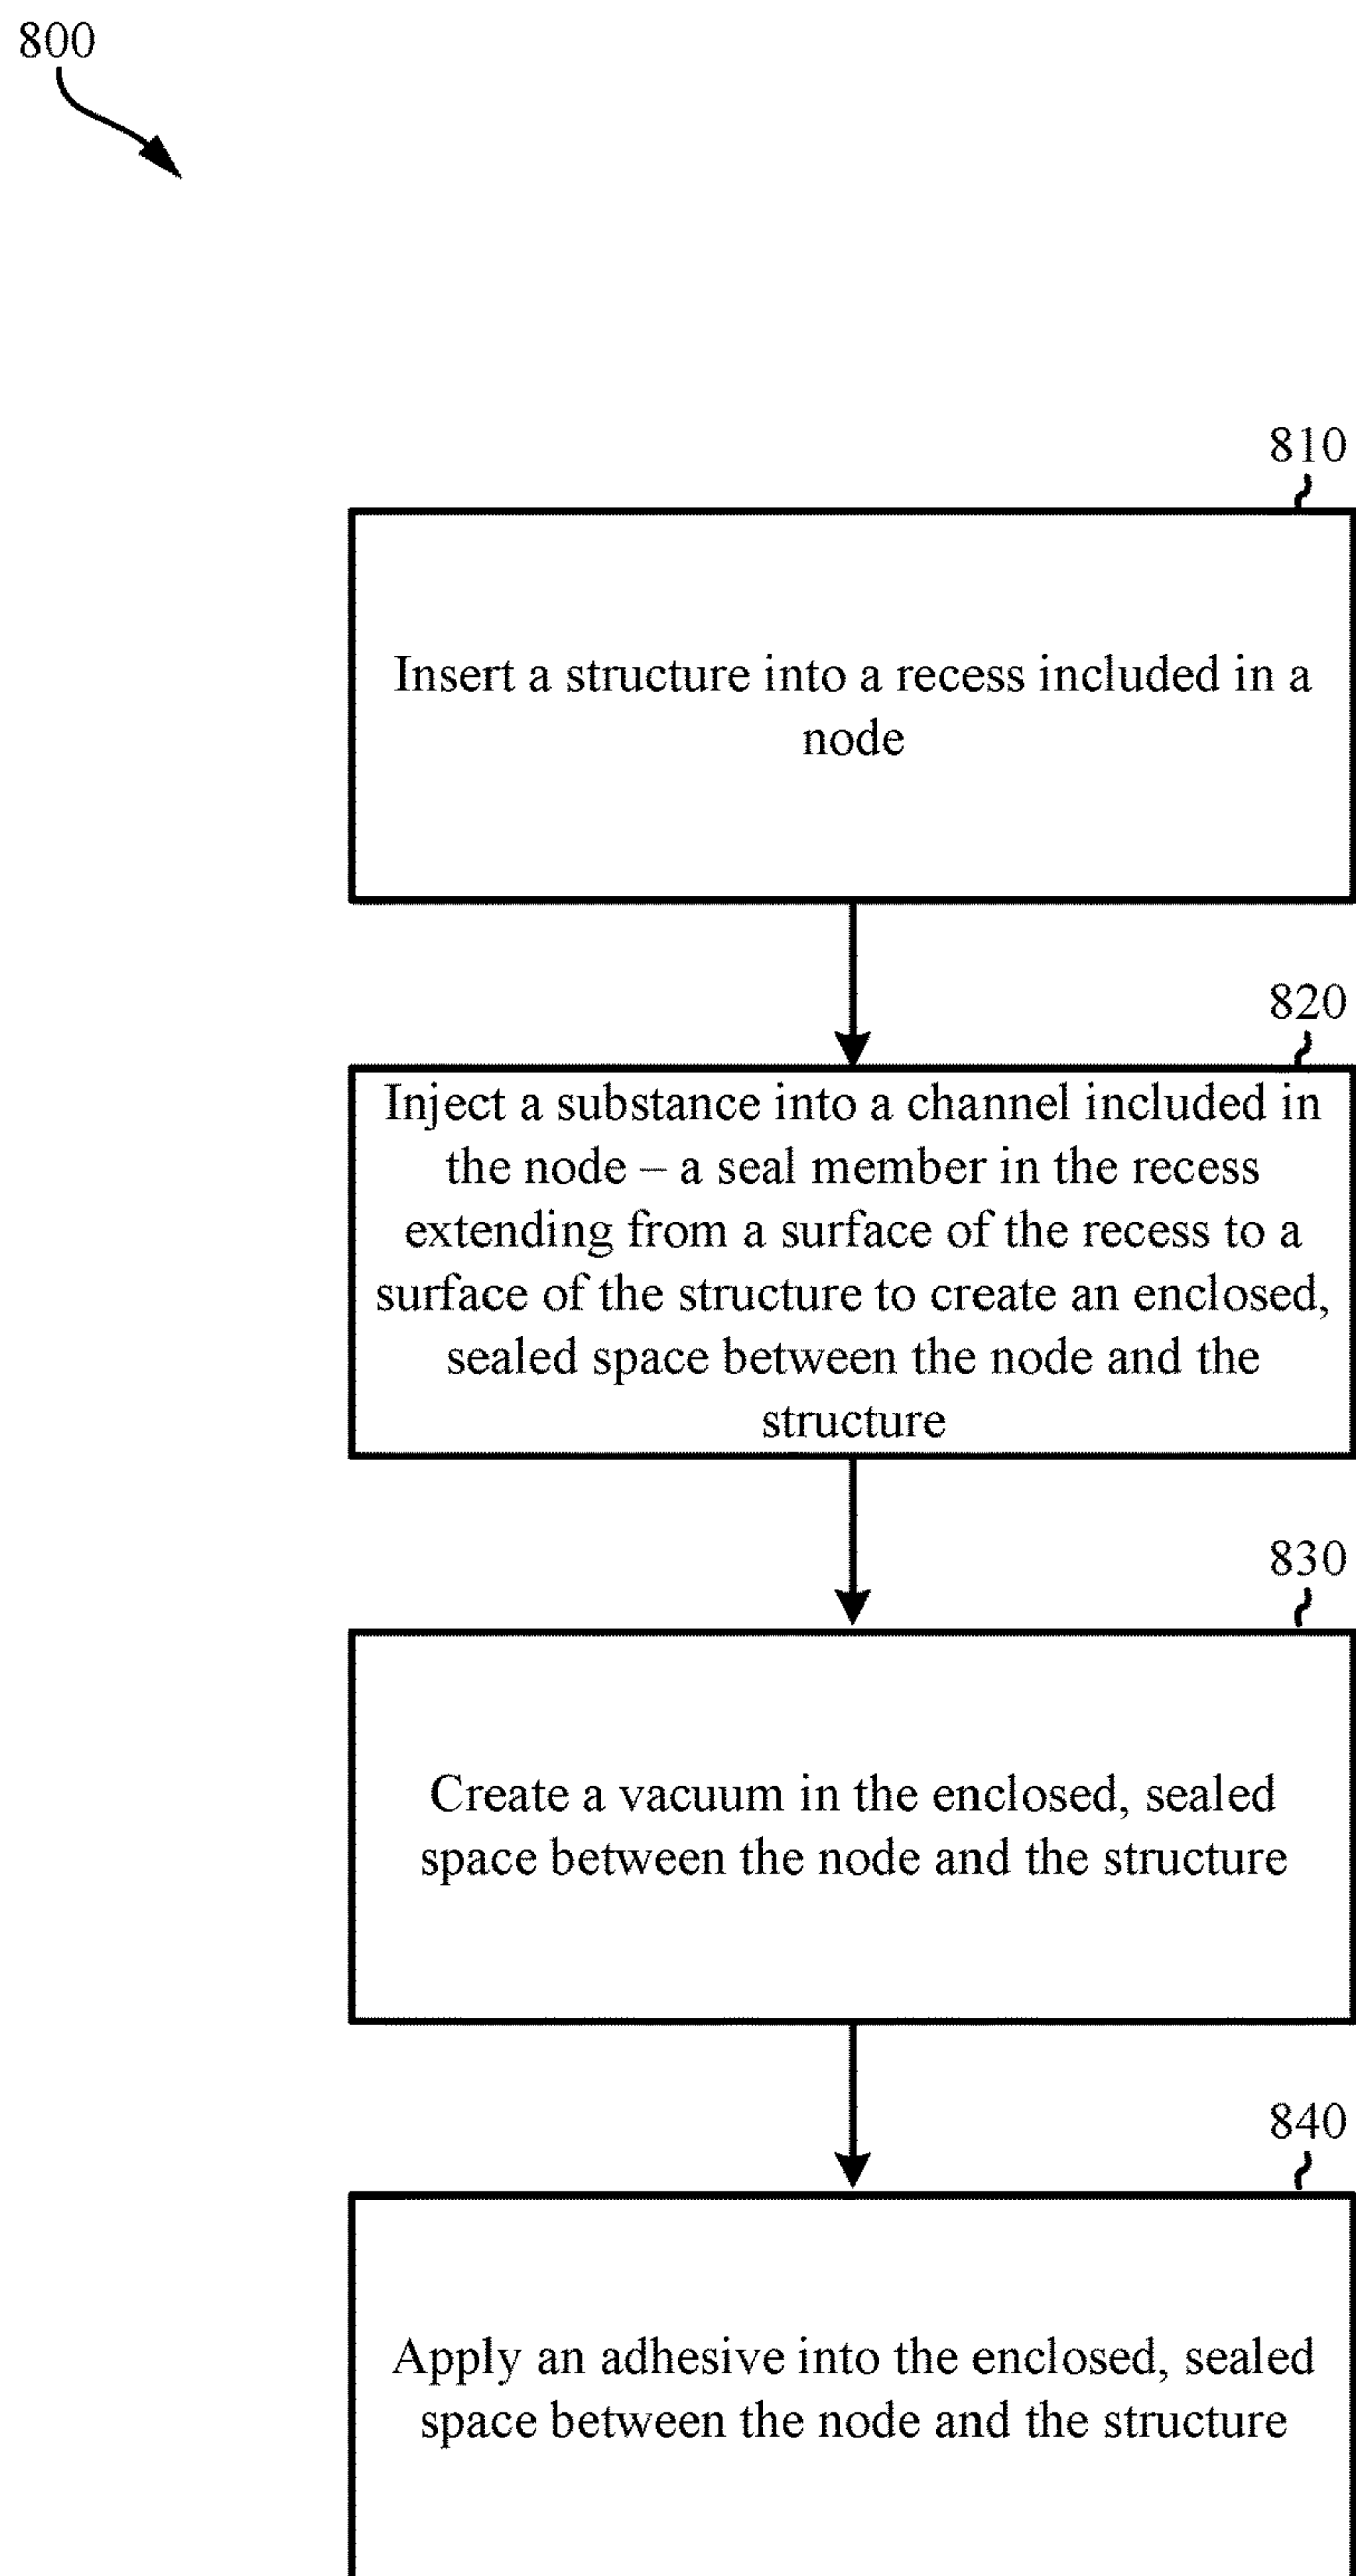 800
810
Insert a structure into a recess included in a
node
820
Inject a substance into a channel included in
the node – a seal member in the recess
extending from a surface of the recess to a
surface of the structure to create an enclosed,
sealed space between the node and the
structure
830
Create a vacuum in the enclosed, sealed
space between the node and the structure
840
Apply an adhesive into the enclosed, sealed
space between the node and the structure